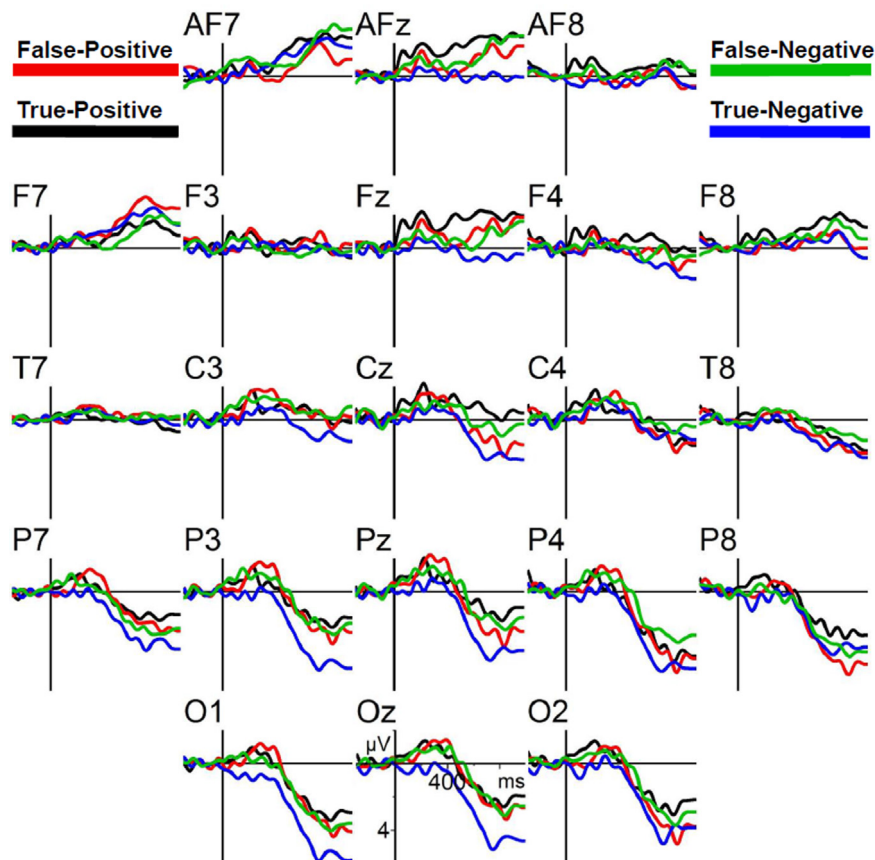 AF7 AFz AF8
False-Positive False-Negative
True-Positive True-Negative
F7 F3 Fz F4 F8
T7 C3 Cz C4 T8
P7 P3 Pz P4 P8
O1 Oz O2
µV
400 ms
4